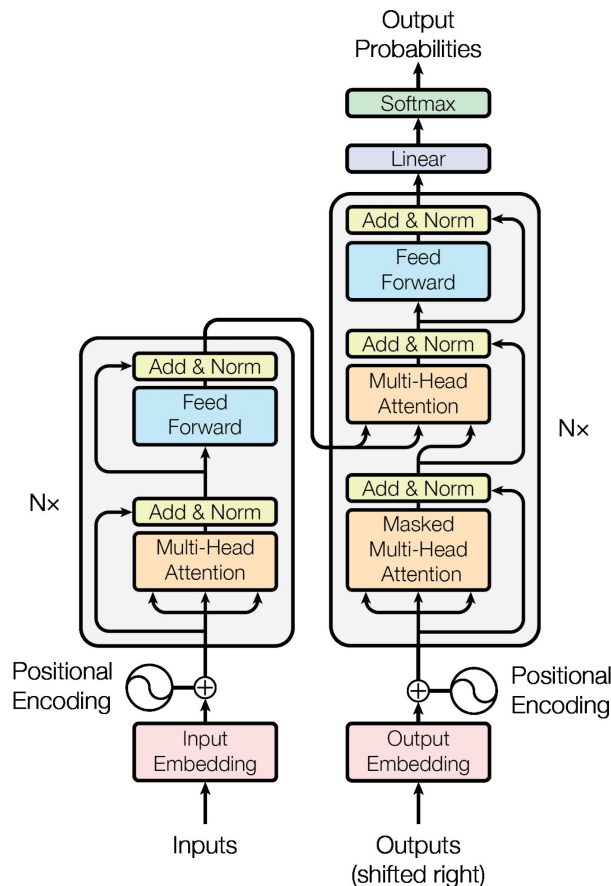 Output
Probabilities
Softmax
Linear
Add & Norm
Feed
Forward
Add & Norm
Multi-Head
Attention
Add & Norm
Masked
Multi-Head
Attention
Nx
Add & Norm
Feed
Forward
Add & Norm
Multi-Head
Attention
Nx
Positional
Encoding
Positional
Encoding
Input
Embedding
Output
Embedding
Inputs
Outputs
(shifted right)